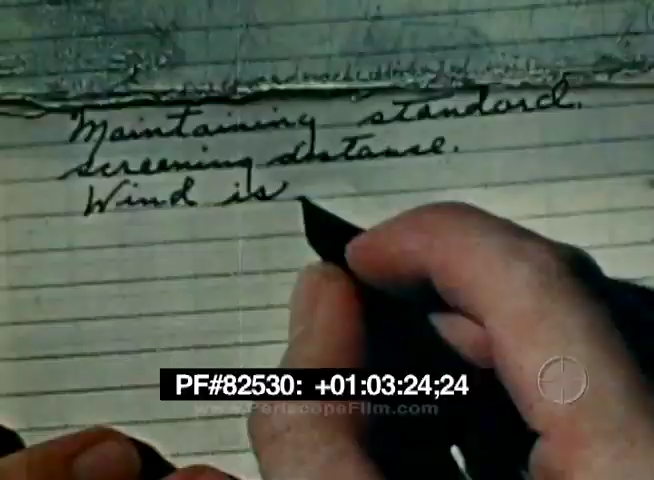 Maintaining standard
screening distance.
Wind is
PF#82530: +01:03:24;24
www.PeriscopeFilm.com